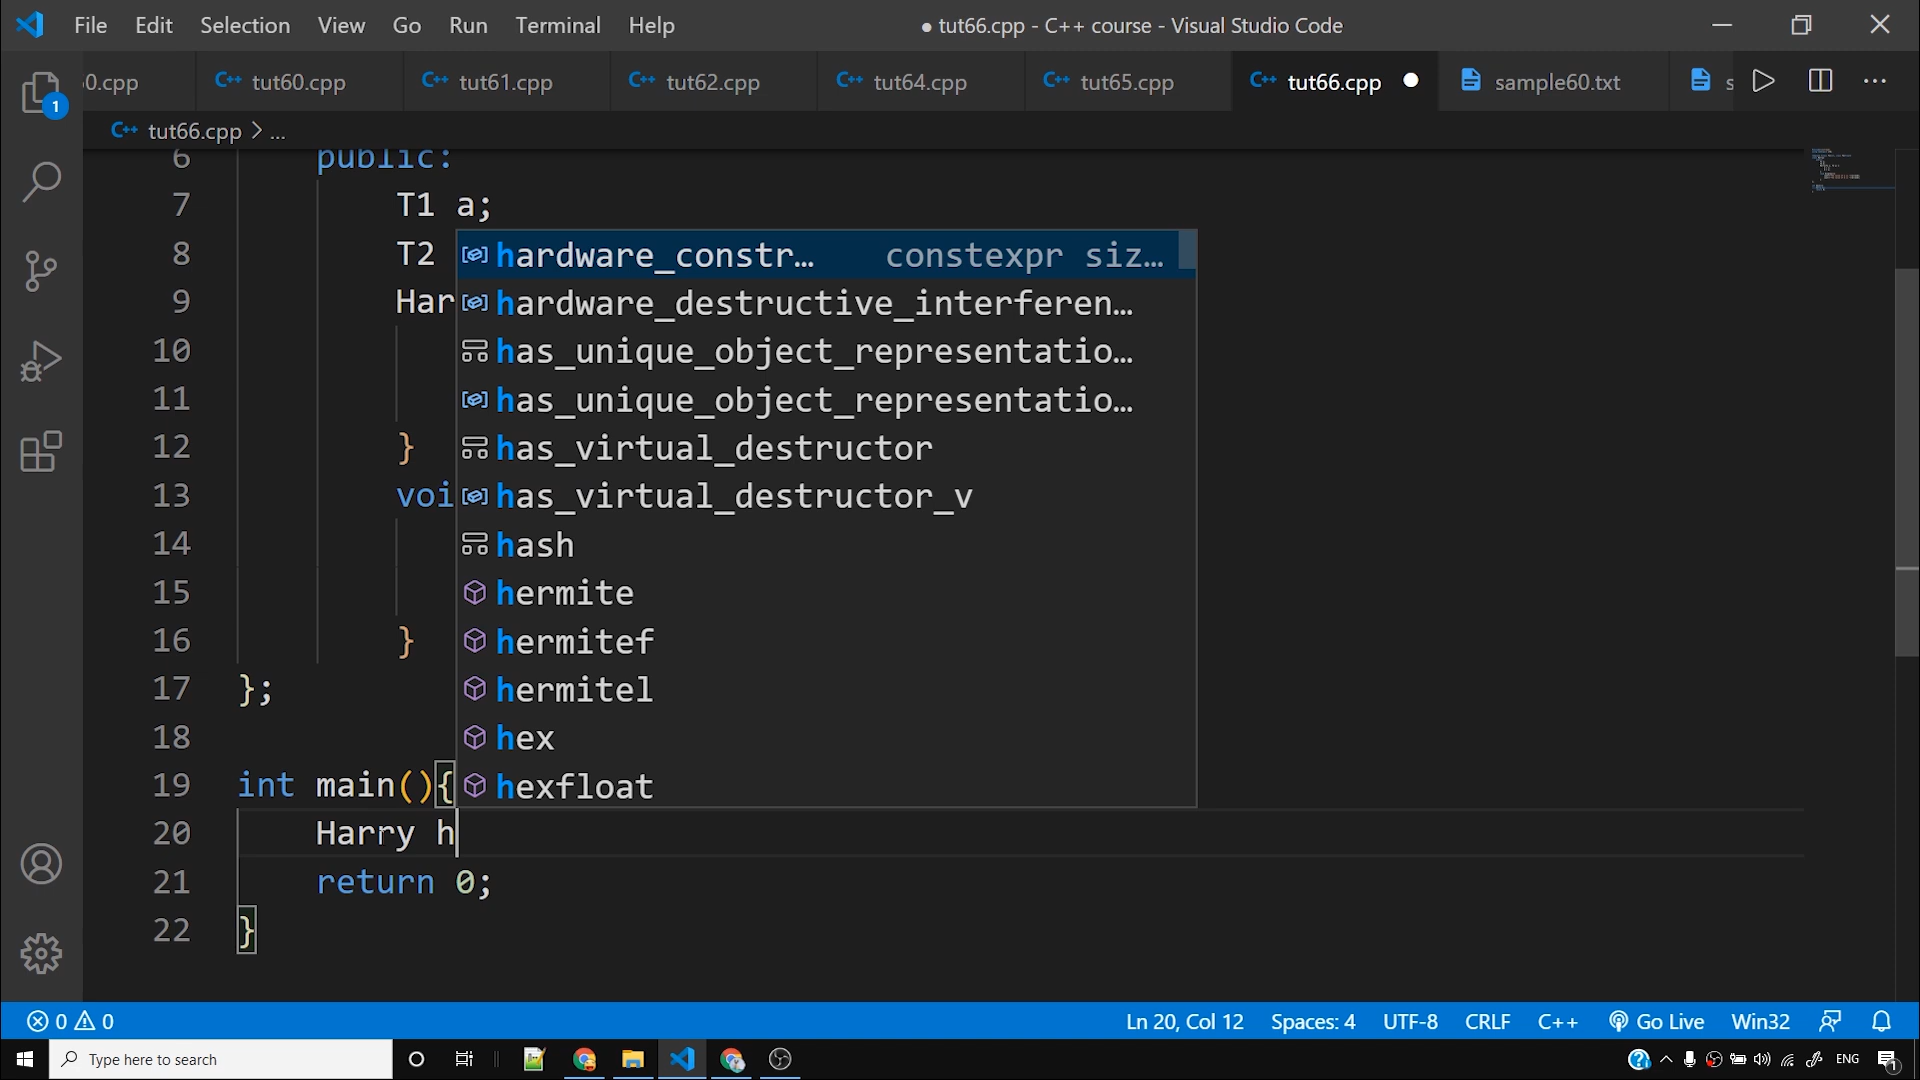 File Edit Selection View Go Run Terminal Help
● tut66.cpp - C++ course - Visual Studio Code
0.cpp
C++ tut60.cpp
C++ tut61.cpp
C++ tut62.cpp
C++ tut64.cpp
C++ tut65.cpp
C++ tut66.cpp
sample60.txt
s
1
C++ tut66.cpp > ...
6 public:
7 T1 a;
8 T2
9 Har
10
11
12 }
13 voi
14
15
16 }
17 };
18
19 int main(){
20 Harry h
21 return 0;
22 }
hardware_constr… constexpr siz…
hardware_destructive_interferen…
has_unique_object_representatio…
has_unique_object_representatio…
has_virtual_destructor
has_virtual_destructor_v
hash
hermite
hermitef
hermitel
hex
hexfloat
0 0
Ln 20, Col 12 Spaces: 4 UTF-8 CRLF C++ Go Live Win32
Type here to search
ENG
1